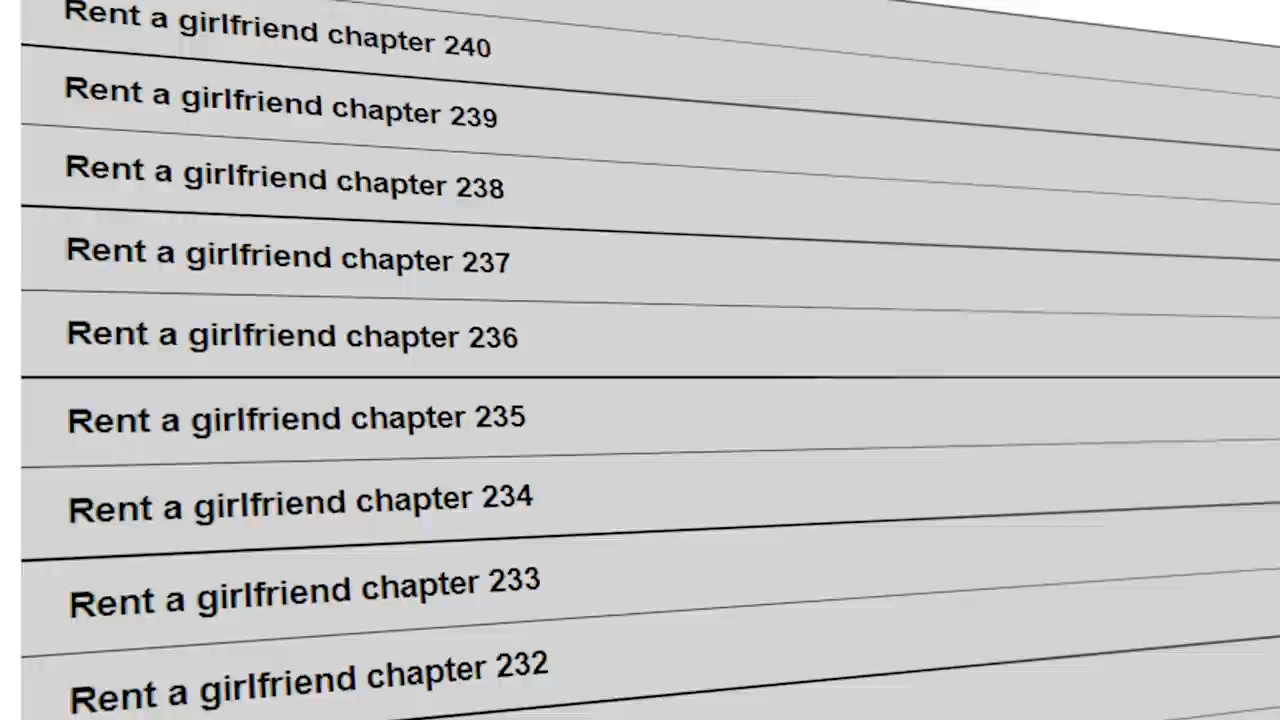 Rent a girlfriend chapter 240
Rent a girlfriend chapter 239
Rent a girlfriend chapter 238
Rent a girlfriend chapter 237
Rent a girlfriend chapter 236
Rent a girlfriend chapter 235
Rent a girlfriend chapter 234
Rent a girlfriend chapter 233
Rent a girlfriend chapter 232